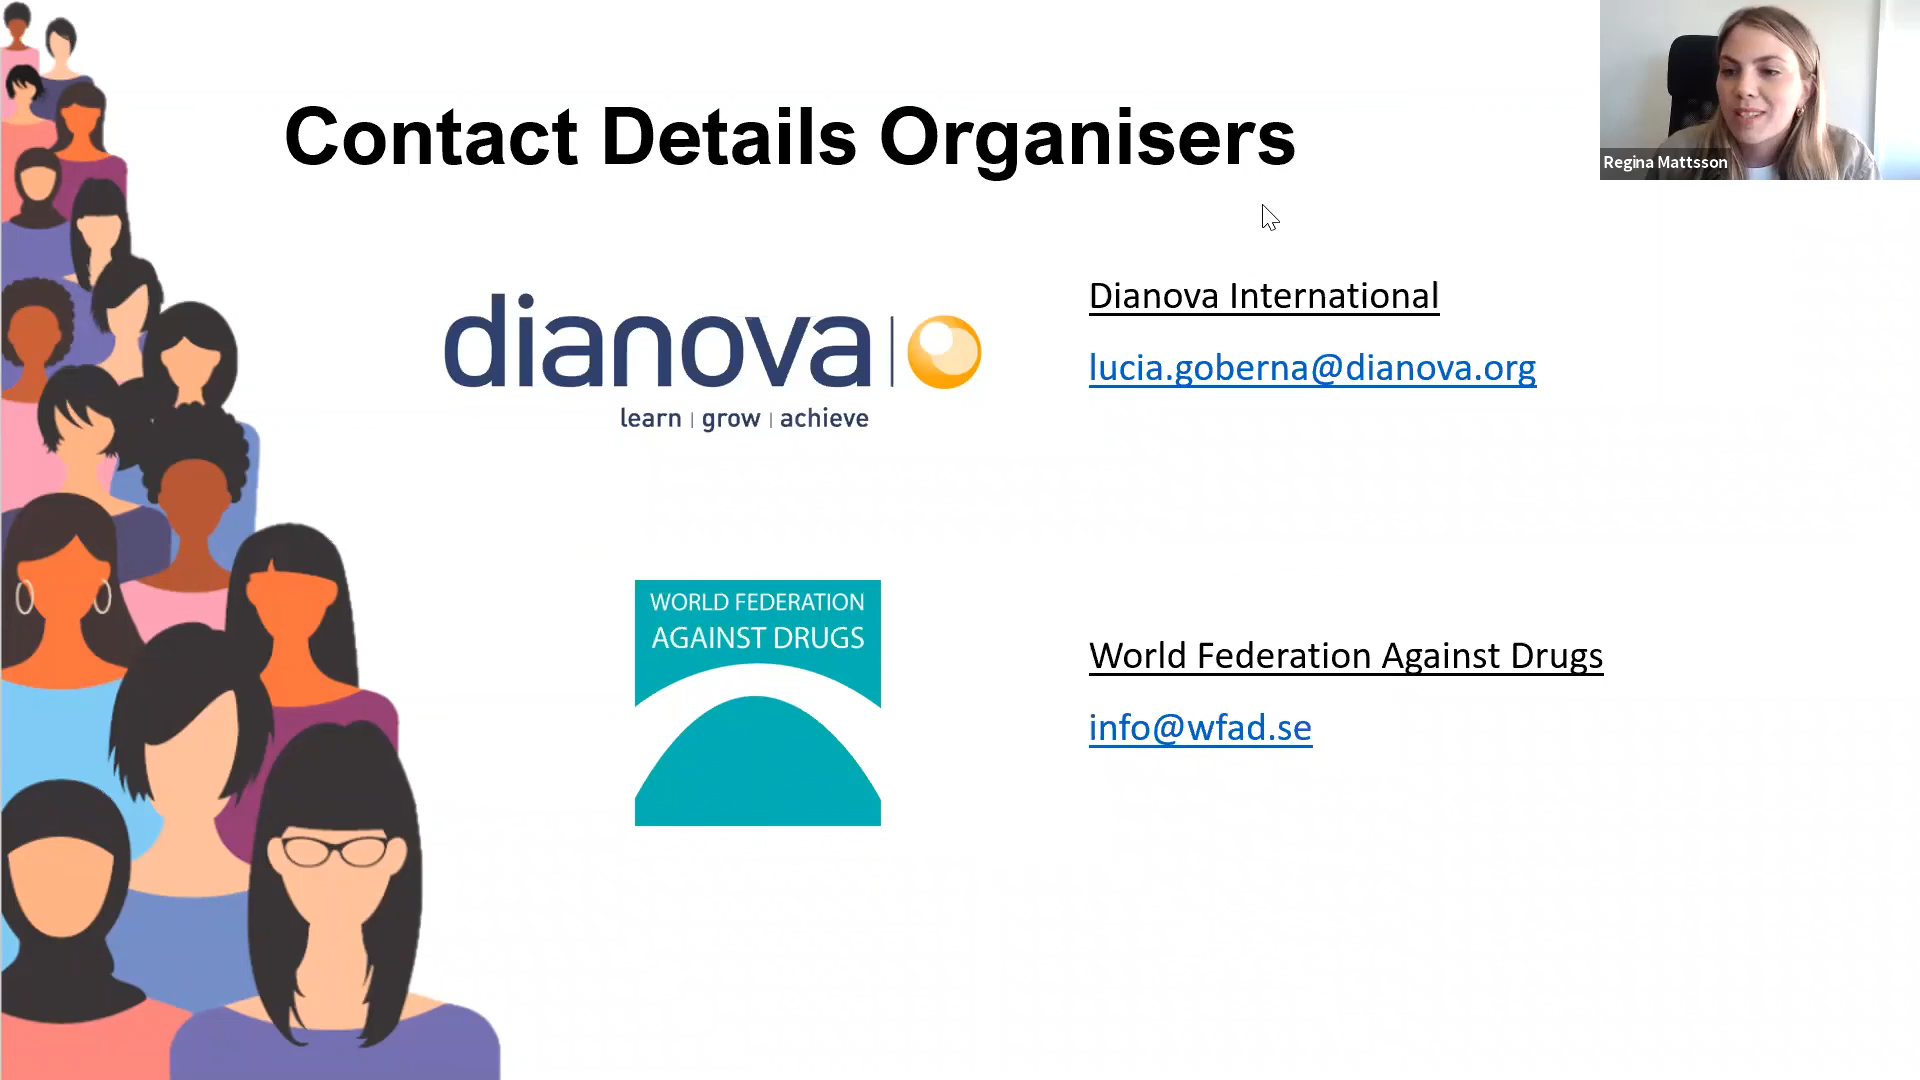 Contact Details Organisers
Regina Mattsson
dianova
learn | grow | achieve
Dianova International
lucia.goberna@dianova.org
WORLD FEDERATION
AGAINST DRUGS
World Federation Against Drugs
info@wfad.se